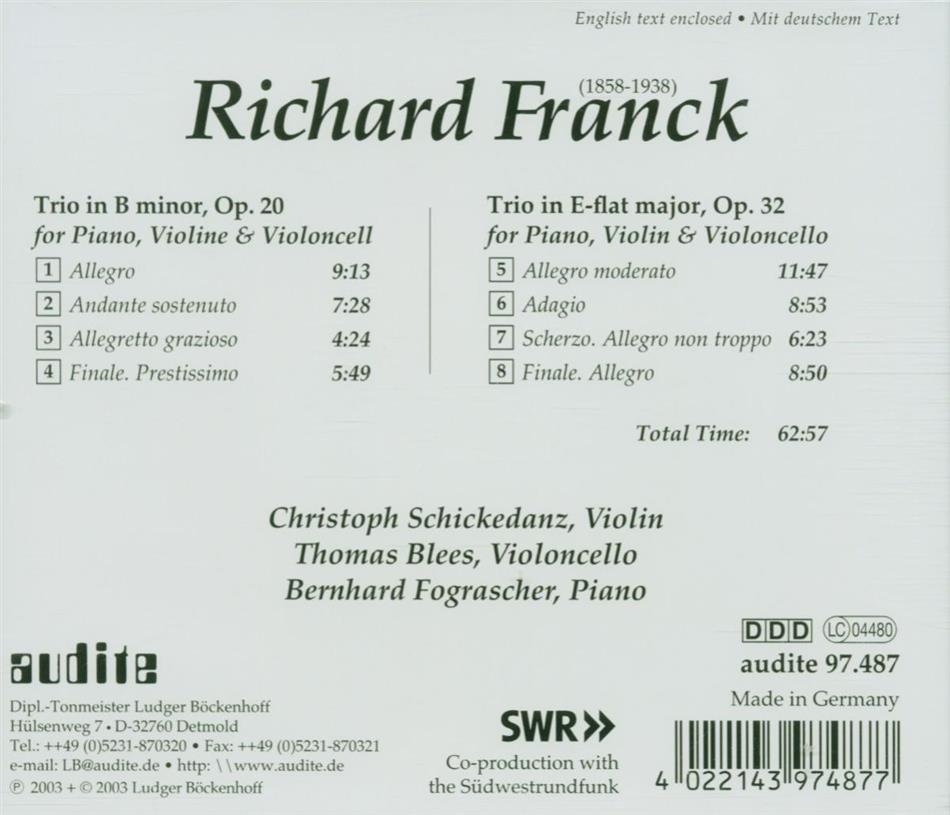 English text enclosed • Mit deutschem Text
(1858-1938)
Richard Franck
Trio in B minor, Op. 20
for Piano, Violine & Violoncell
1 Allegro 9:13
2 Andante sostenuto 7:28
3 Allegretto grazioso 4:24
4 Finale. Prestissimo 5:49
Trio in E-flat major, Op. 32
for Piano, Violin & Violoncello
5 Allegro moderato 11:47
6 Adagio 8:53
7 Scherzo. Allegro non troppo 6:23
8 Finale. Allegro 8:50
Total Time: 62:57
Christoph Schickedanz, Violin
Thomas Blees, Violoncello
Bernhard Fograscher, Piano
audite
Dipl.-Tonmeister Ludger Böckenhoff
Hülsenweg 7 • D-32760 Detmold
Tel.: ++49 (0)5231-870320 • Fax: ++49 (0)5231-870321
e-mail: LB@audite.de • http: \\www.audite.de
℗ 2003 + © 2003 Ludger Böckenhoff
SWR
Co-production with
the Südwestrundfunk
DDD LC 04480
audite 97.487
Made in Germany
4 022143 974877